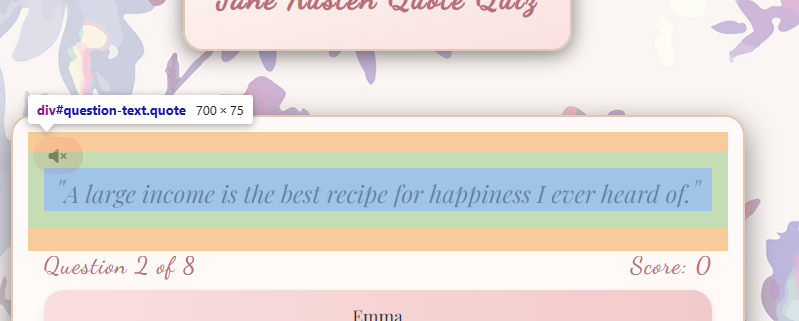 Jane Austen Quote Quiz
div#question-text.quote 700 × 75
"A large income is the best recipe for happiness I ever heard of."
Question 2 of 8
Score: 0
Emma